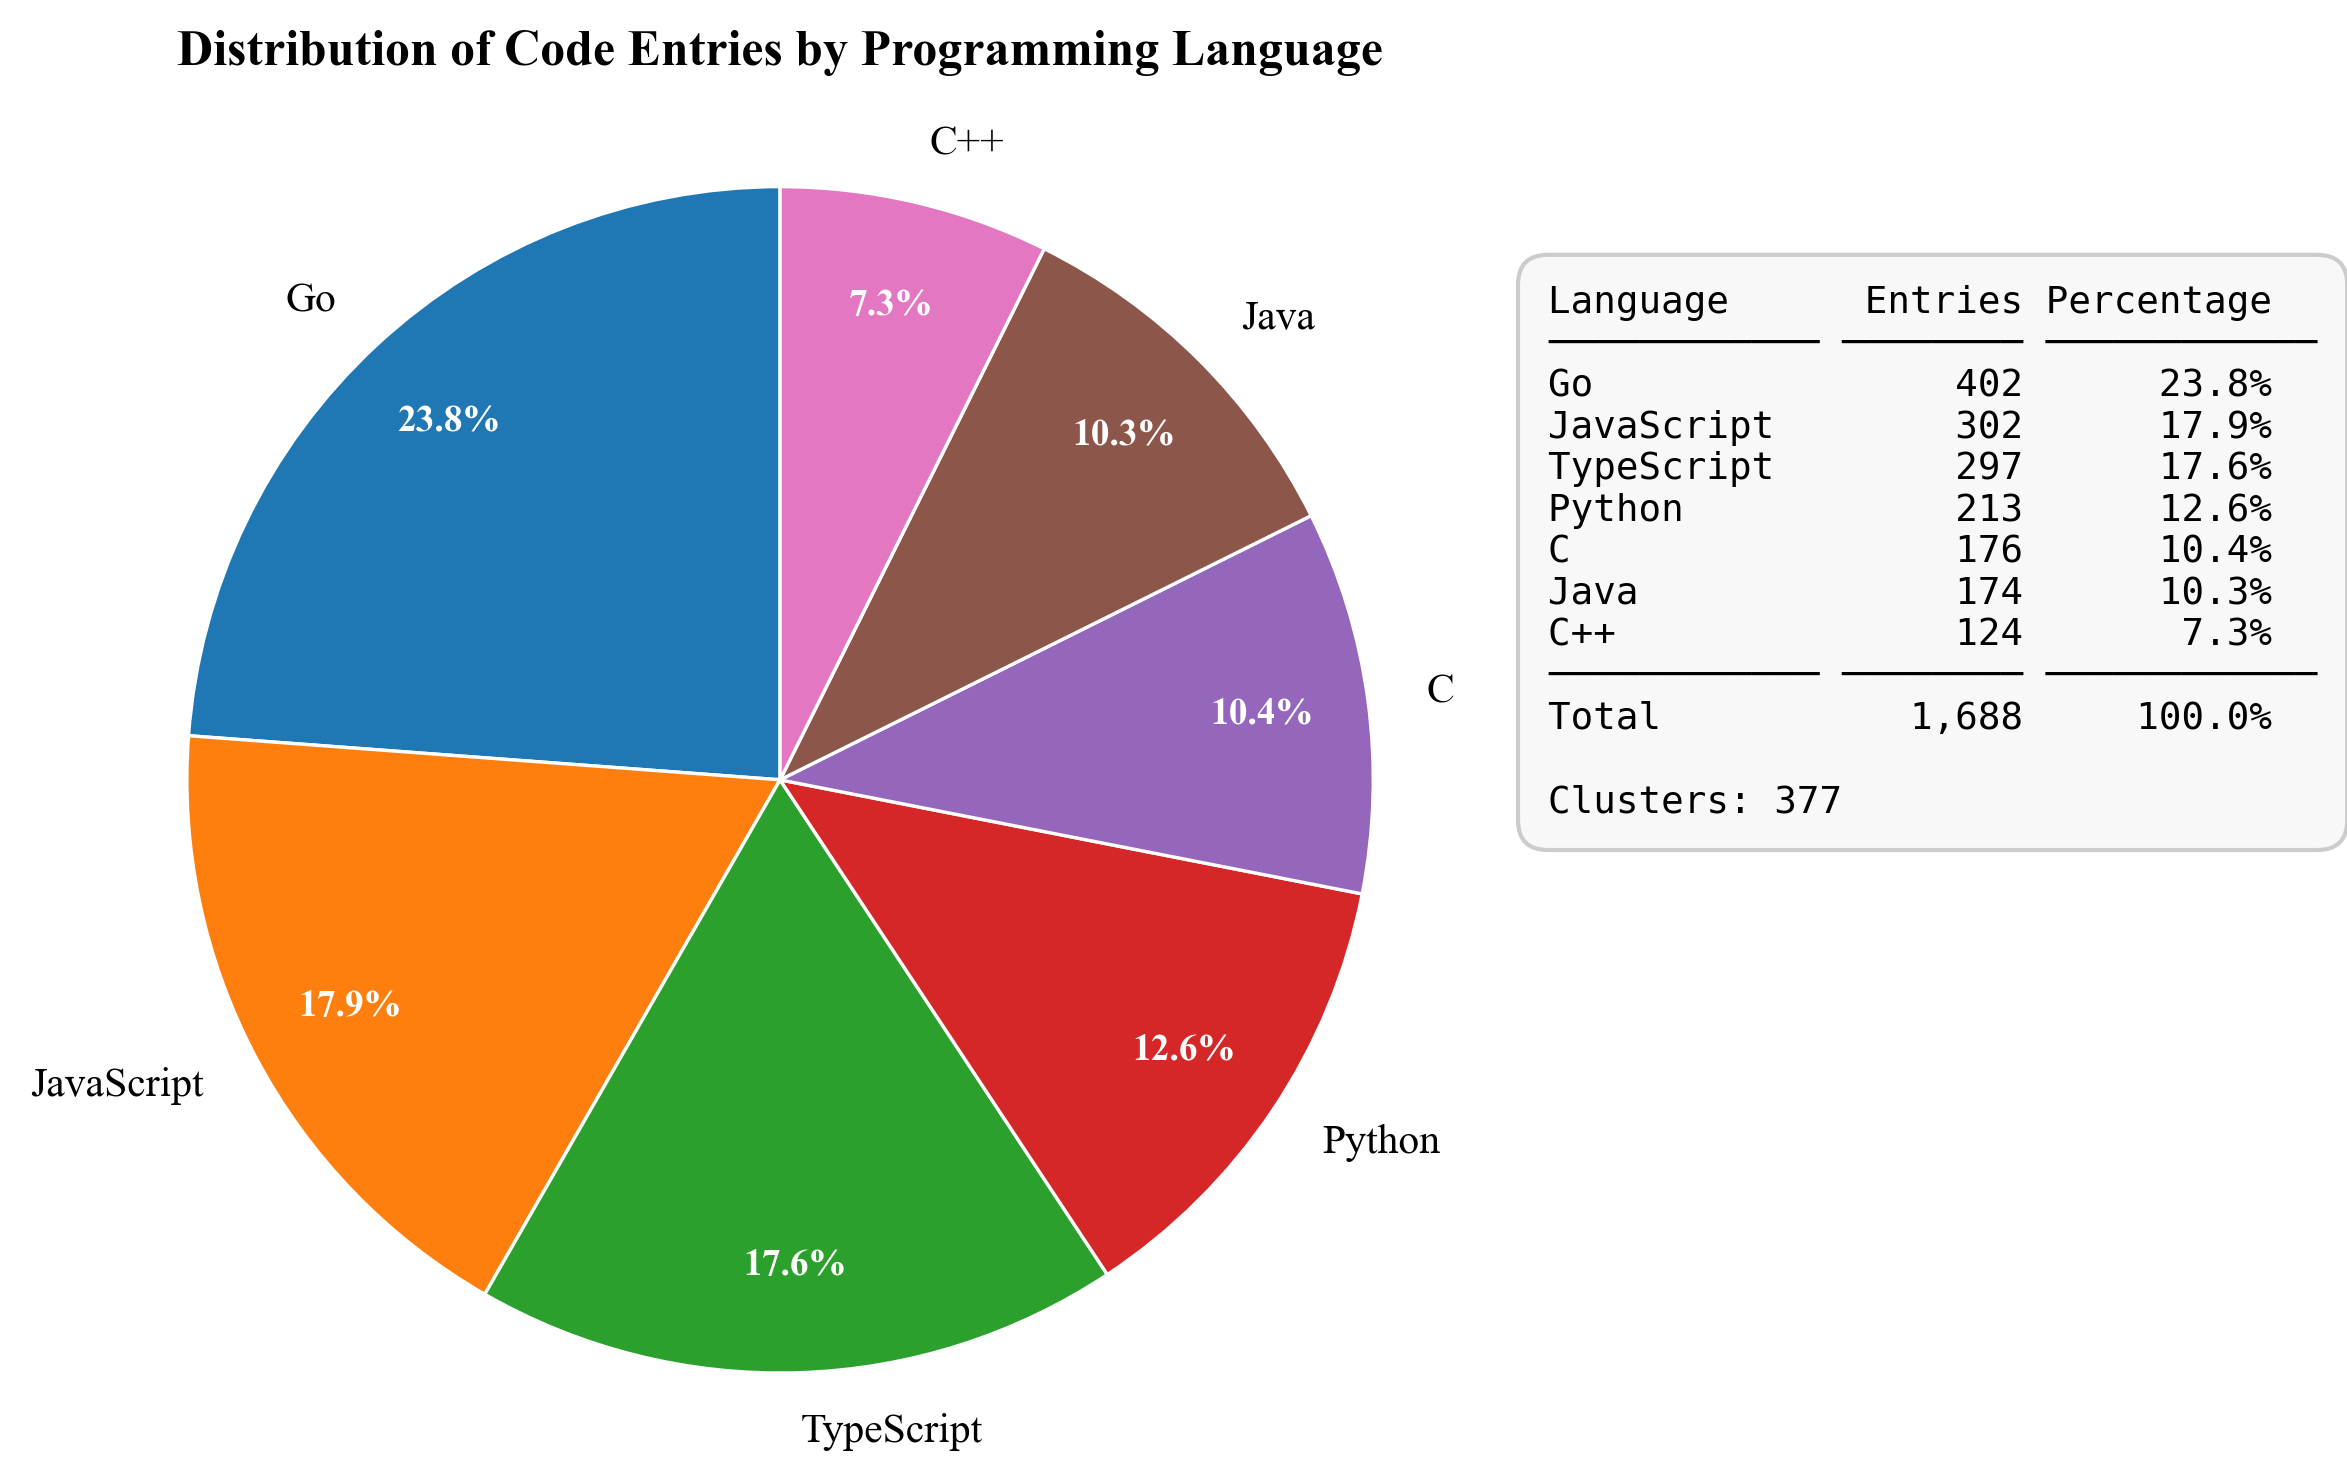 Distribution of Code Entries by Programming Language
C++
Go
Java
7.3%
23.8%
10.3%
C
10.4%
17.9%
12.6%
JavaScript
Python
17.6%
TypeScript
Language Entries Percentage
Go 402 23.8%
JavaScript 302 17.9%
TypeScript 297 17.6%
Python 213 12.6%
C 176 10.4%
Java 174 10.3%
C++ 124 7.3%
Total 1,688 100.0%
Clusters: 377